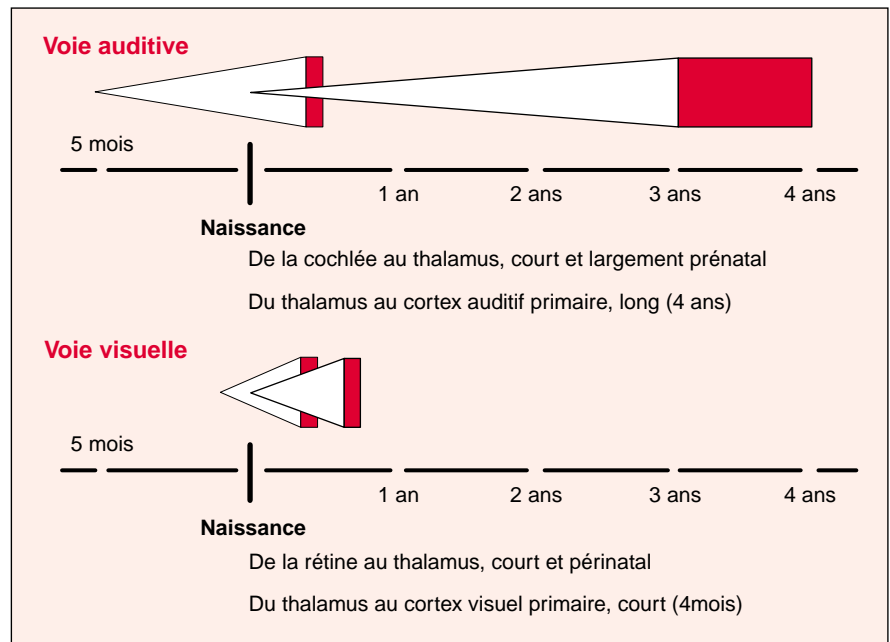 Voie auditive
5 mois
1 an 2 ans 3 ans 4 ans
Naissance
De la cochlée au thalamus, court et largement prénatal
Du thalamus au cortex auditif primaire, long (4 ans)
Voie visuelle
5 mois
1 an 2 ans 3 ans 4 ans
Naissance
De la rétine au thalamus, court et périnatal
Du thalamus au cortex visuel primaire, court (4mois)